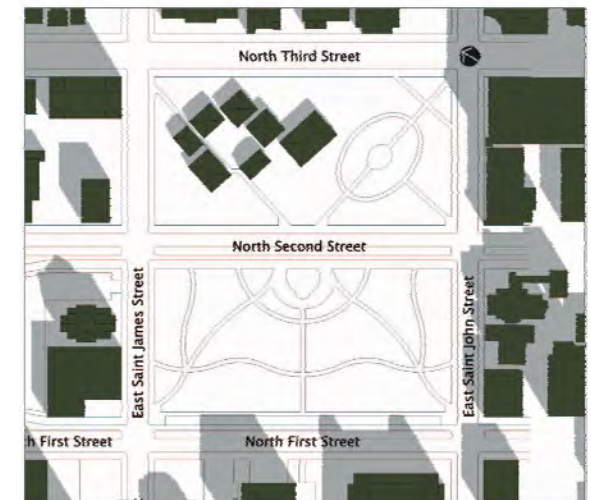 North Third Street
North Second Street
East Saint James Street
East Saint John Street
h First Street
North First Street